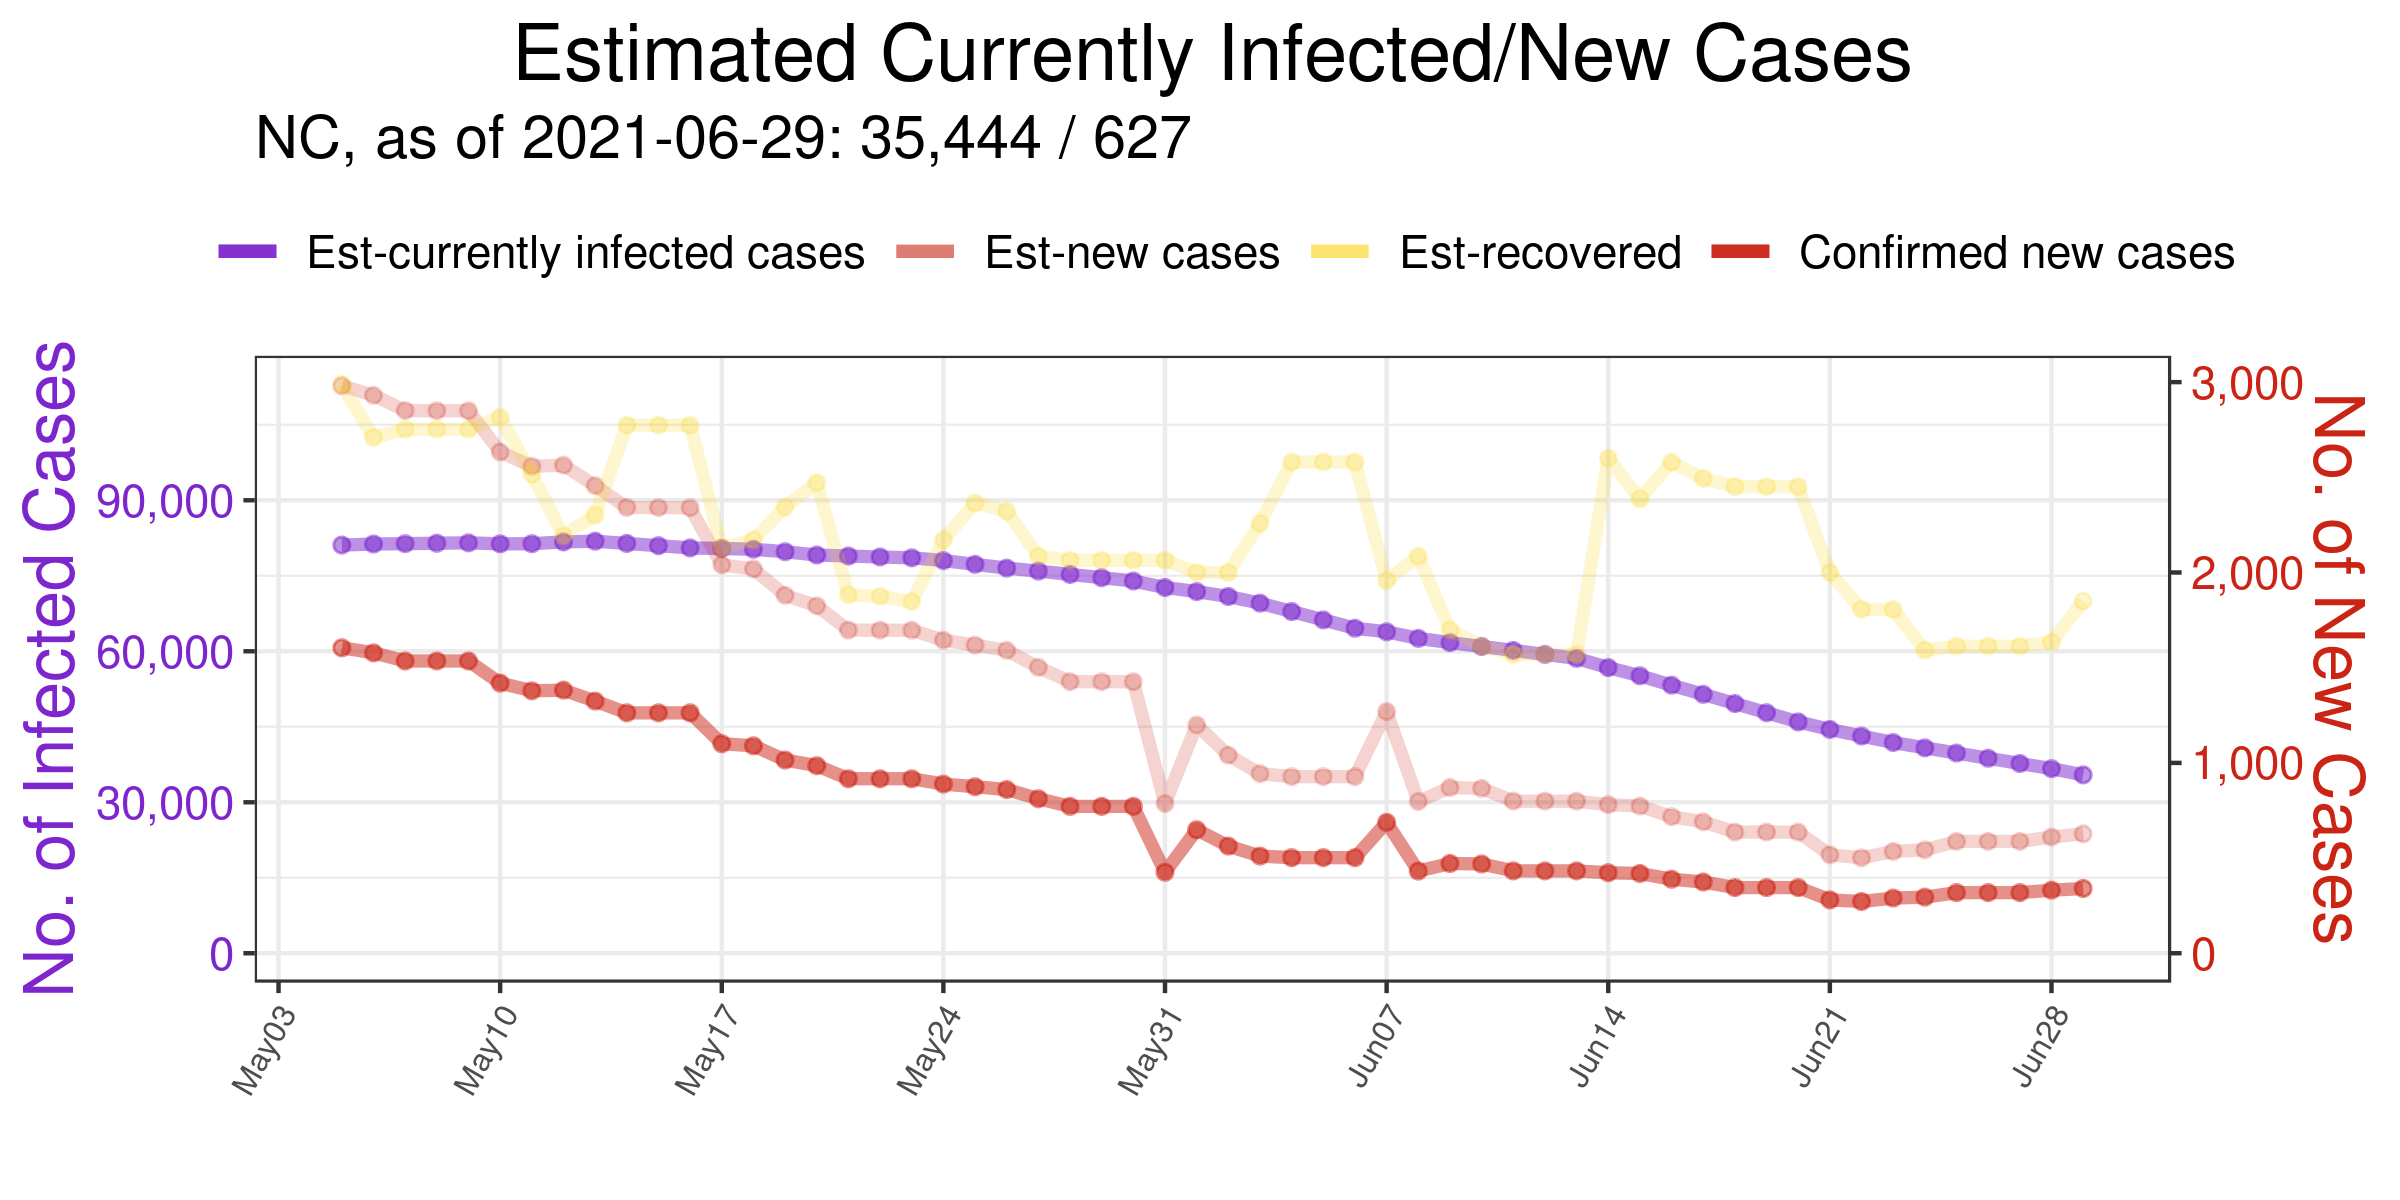 Estimated Currently Infected/New Cases
NC, as of 2021-06-29: 35,444 / 627
Est-currently infected cases Est-new cases Est-recovered Confirmed new cases
No. of Infected Cases
90,000
60,000
30,000
0
3,000
2,000
1,000
0
No. of New Cases
May03 May10 May17 May24 May31 Jun07 Jun14 Jun21 Jun28